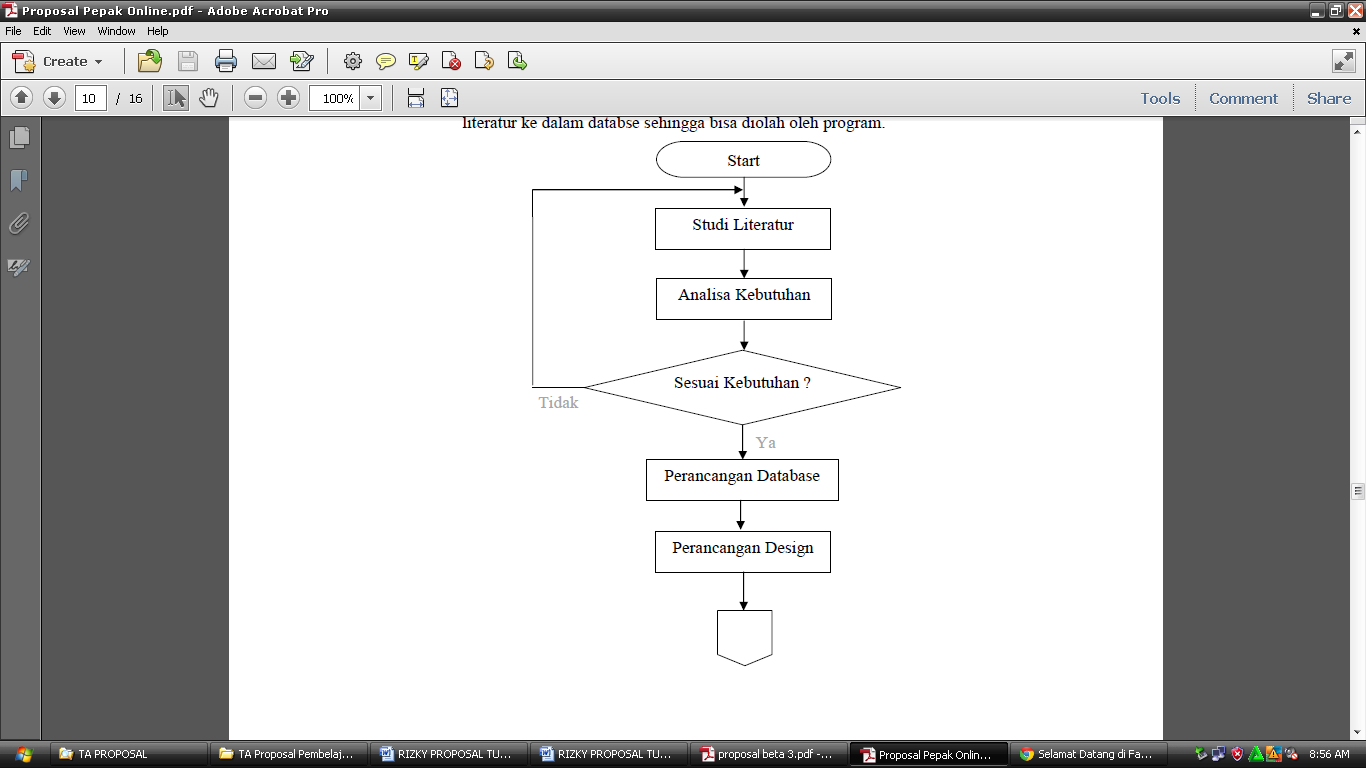 Proposal Pepak Online.pdf - Adobe Acrobat Pro
File Edit View Window Help
Create
10 / 16 100% Tools Comment Share
literatur ke dalam databse sehingga bisa diolah oleh program.
Start
Studi Literatur
Analisa Kebutuhan
Sesuai Kebutuhan ?
Tidak
Ya
Perancangan Database
Perancangan Design
TA PROPOSAL TA Proposal Pembelaj... RIZKY PROPOSAL TU... RIZKY PROPOSAL TU... proposal beta 3.pdf -... Proposal Pepak Onlin... Selamat Datang di Fa... 8:56 AM